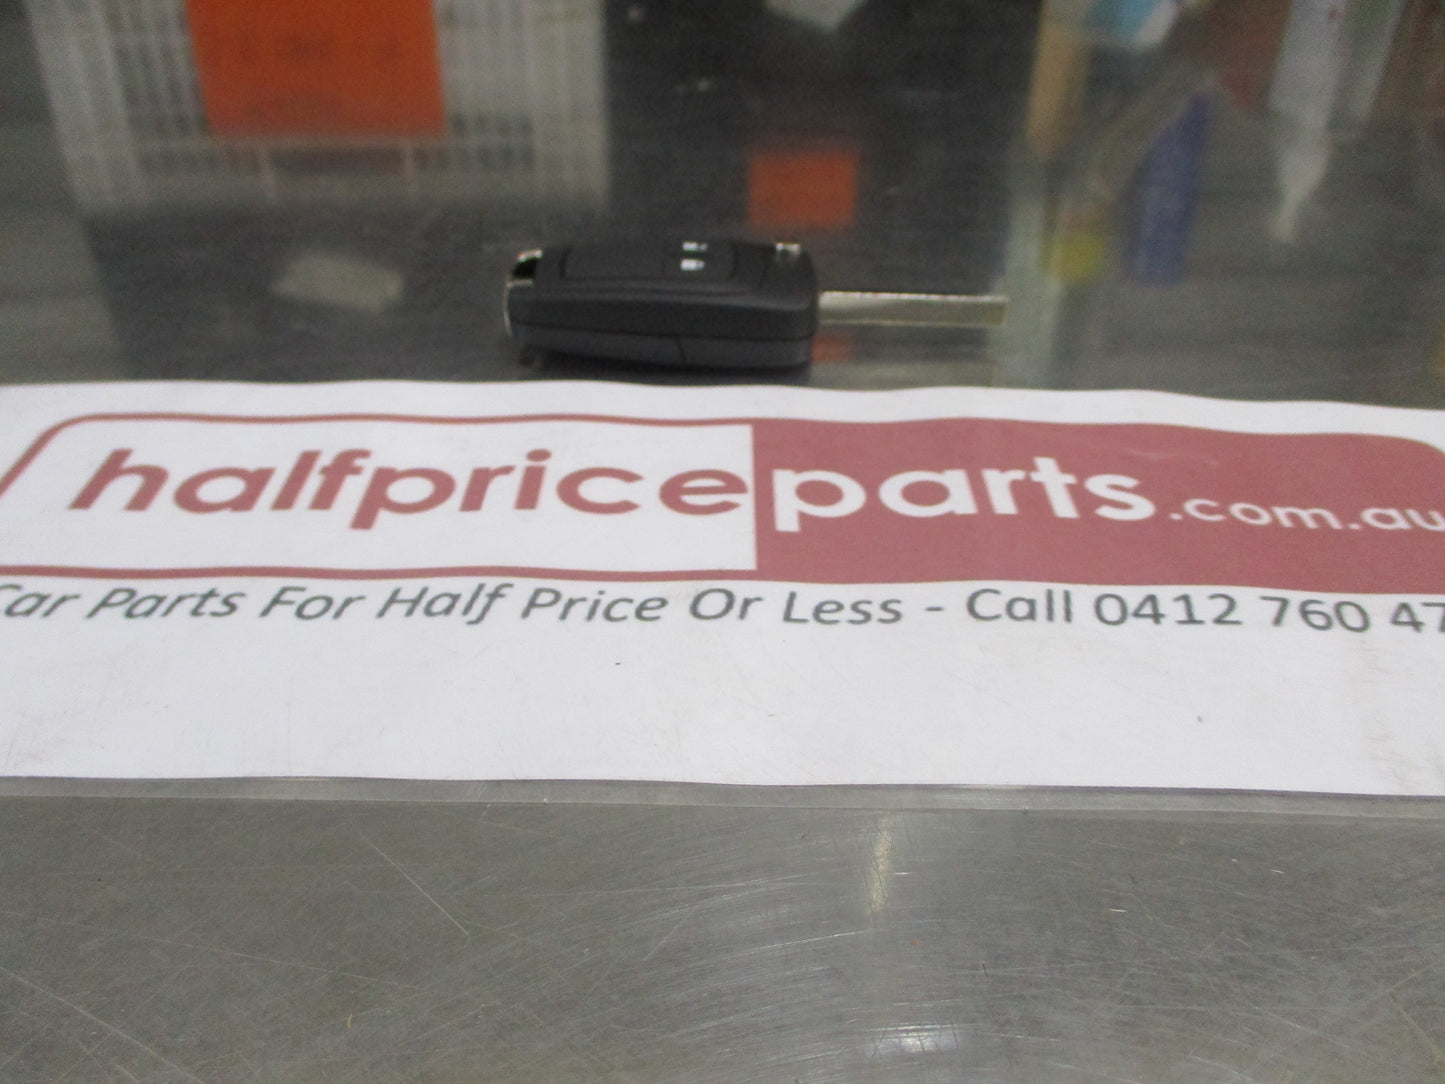 halfpriceparts.com.au
Car Parts For Half Price Or Less - Call 0412 760 47